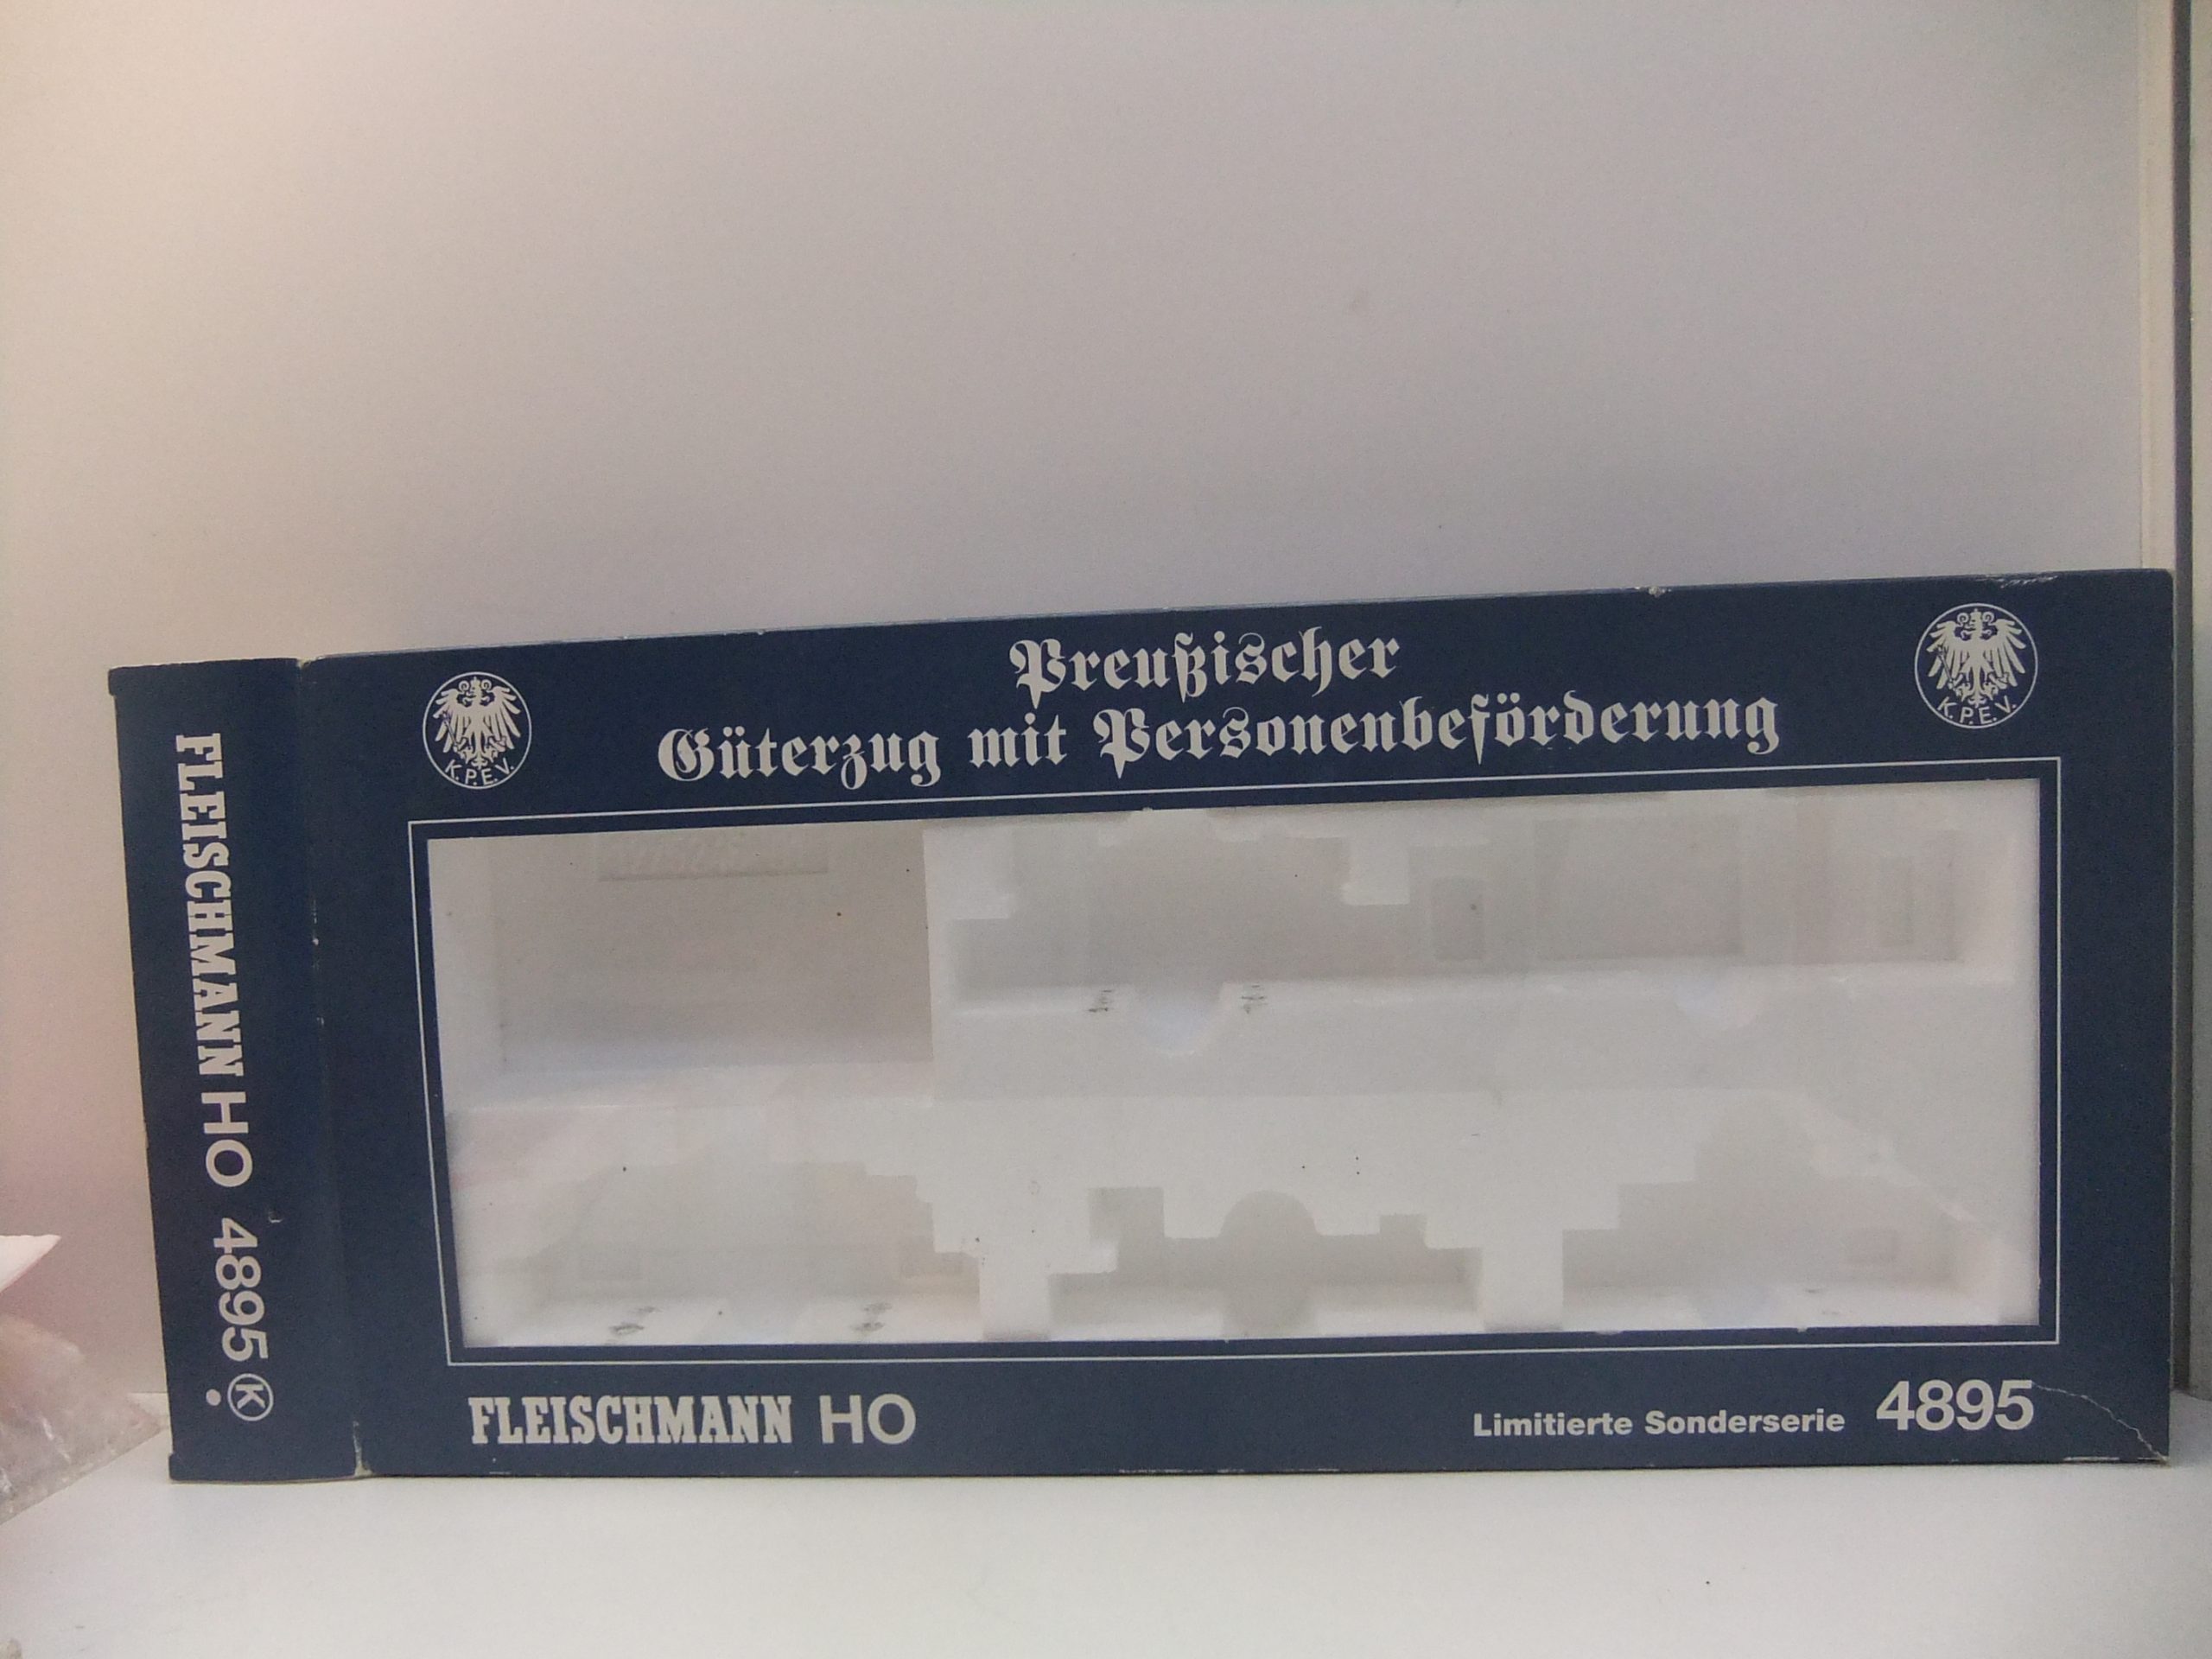 Preußischer
Güterzug mit Personenbeförderung
K.P.E.V.
K.P.E.V.
FLEISCHMANN HO 4895 K
FLEISCHMANN HO
Limitierte Sonderserie 4895